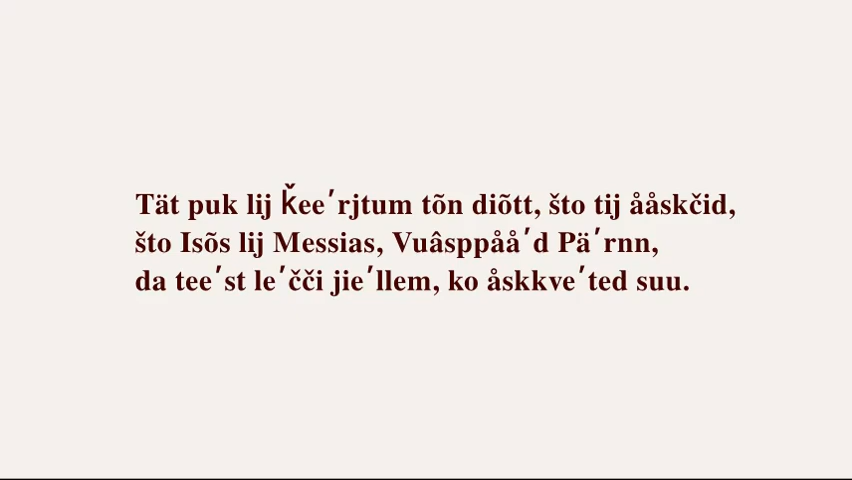 Tät puk lij ǩeeʹrjtum tõn diõtt, što tij ååskčid,
što Isõs lij Messias, Vuâsppååʹd Päʹrnn,
da teeʹst leʹčči jieʹllem, ko åskkveʹted suu.